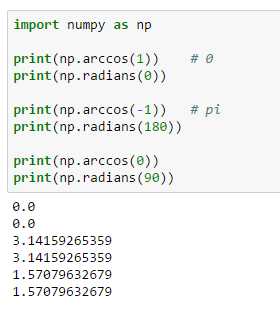 import numpy as np
print(np.arccos(1))    # 0
print(np.radians(0))
print(np.arccos(-1))   # pi
print(np.radians(180))
print(np.arccos(0))
print(np.radians(90))
0.0
0.0
3.14159265359
3.14159265359
1.57079632679
1.57079632679